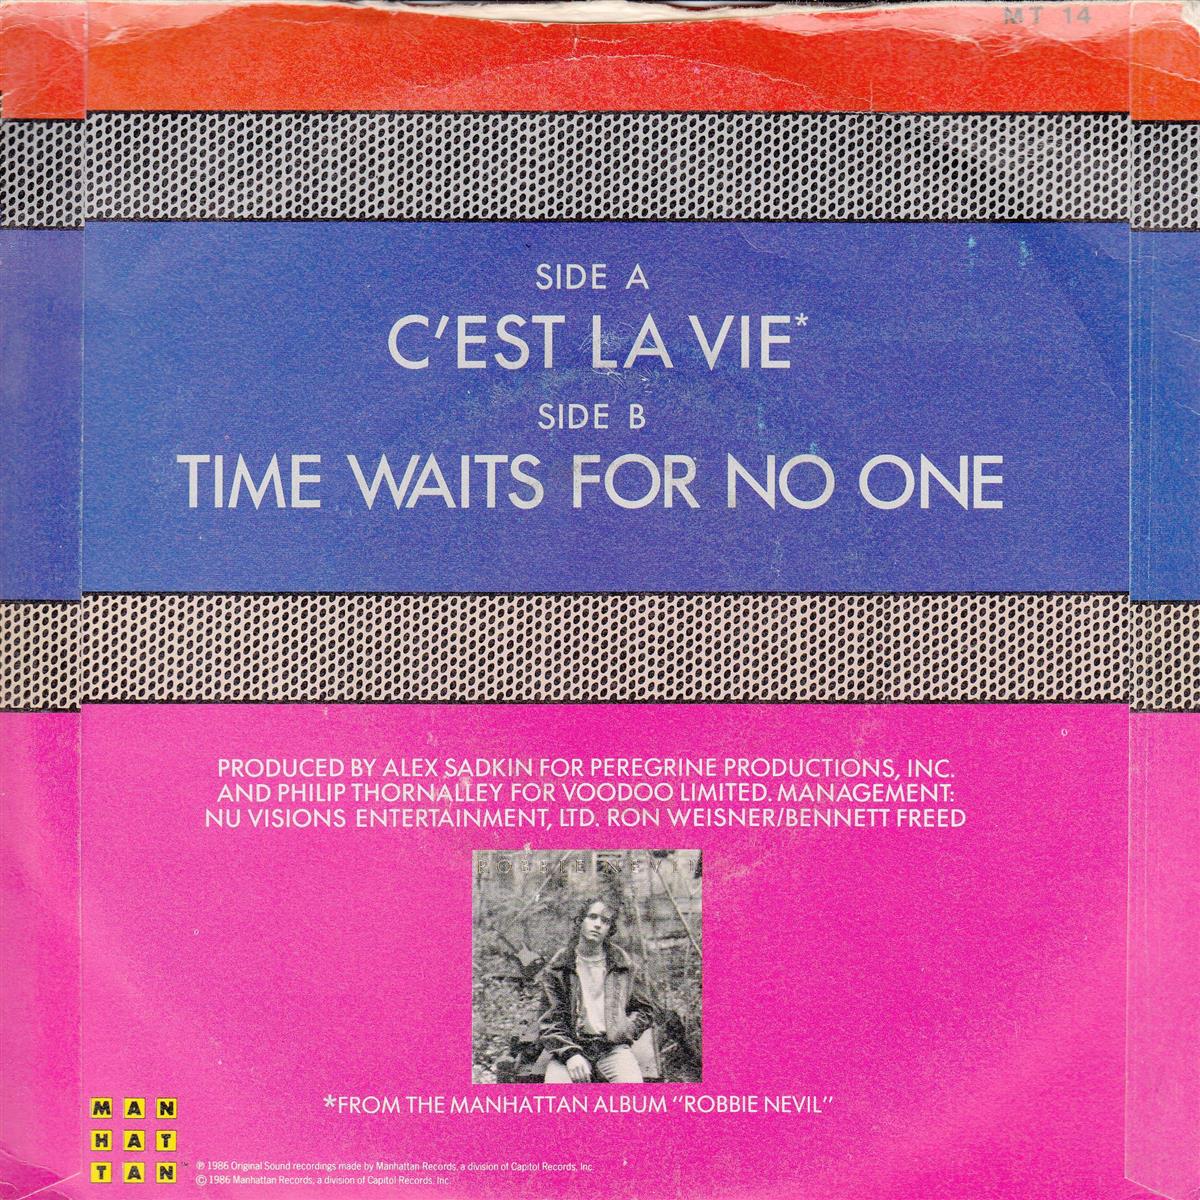 MT 14
SIDE A
C'EST LA VIE*
SIDE B
TIME WAITS FOR NO ONE
PRODUCED BY ALEX SADKIN FOR PEREGRINE PRODUCTIONS, INC.
AND PHILIP THORNALLEY FOR VOODOO LIMITED. MANAGEMENT:
NU VISIONS ENTERTAINMENT, LTD. RON WEISNER/BENNETT FREED
ROBBIE NEVIL
*FROM THE MANHATTAN ALBUM "ROBBIE NEVIL"
MAN
HAT
TAN™
℗ 1986 Original Sound recordings made by Manhattan Records, a division of Capitol Records, Inc.
© 1986 Manhattan Records, a division of Capitol Records, Inc.